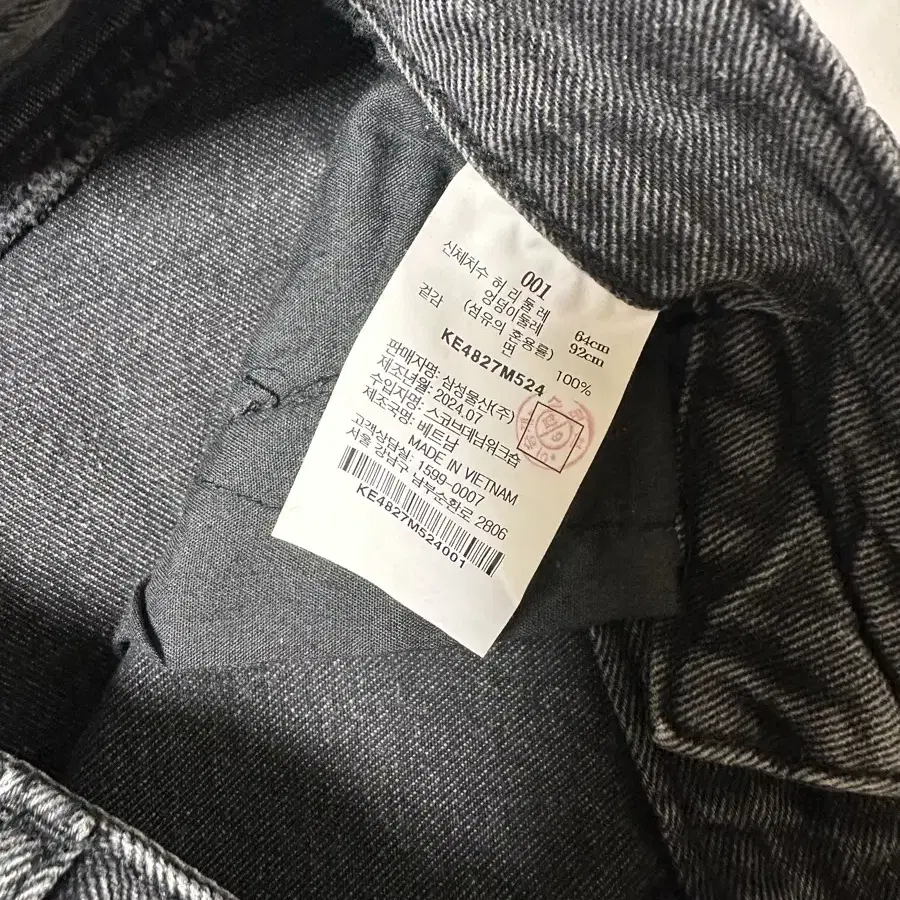 001
신체치수 허 리 둘 레 64cm
엉덩이둘레 92cm
겉감 (섬유의 혼용률)
면 100%
KE4827M524
판매자명: 삼성물산(주)
제조년월: 2024.07
수입자명: 스코브데님워크숍
제조국명: 베트남
MADE IN VIETNAM
고객상담실: 1599-0007
서울 강남구 남부순환로 2806
KE4827M524001